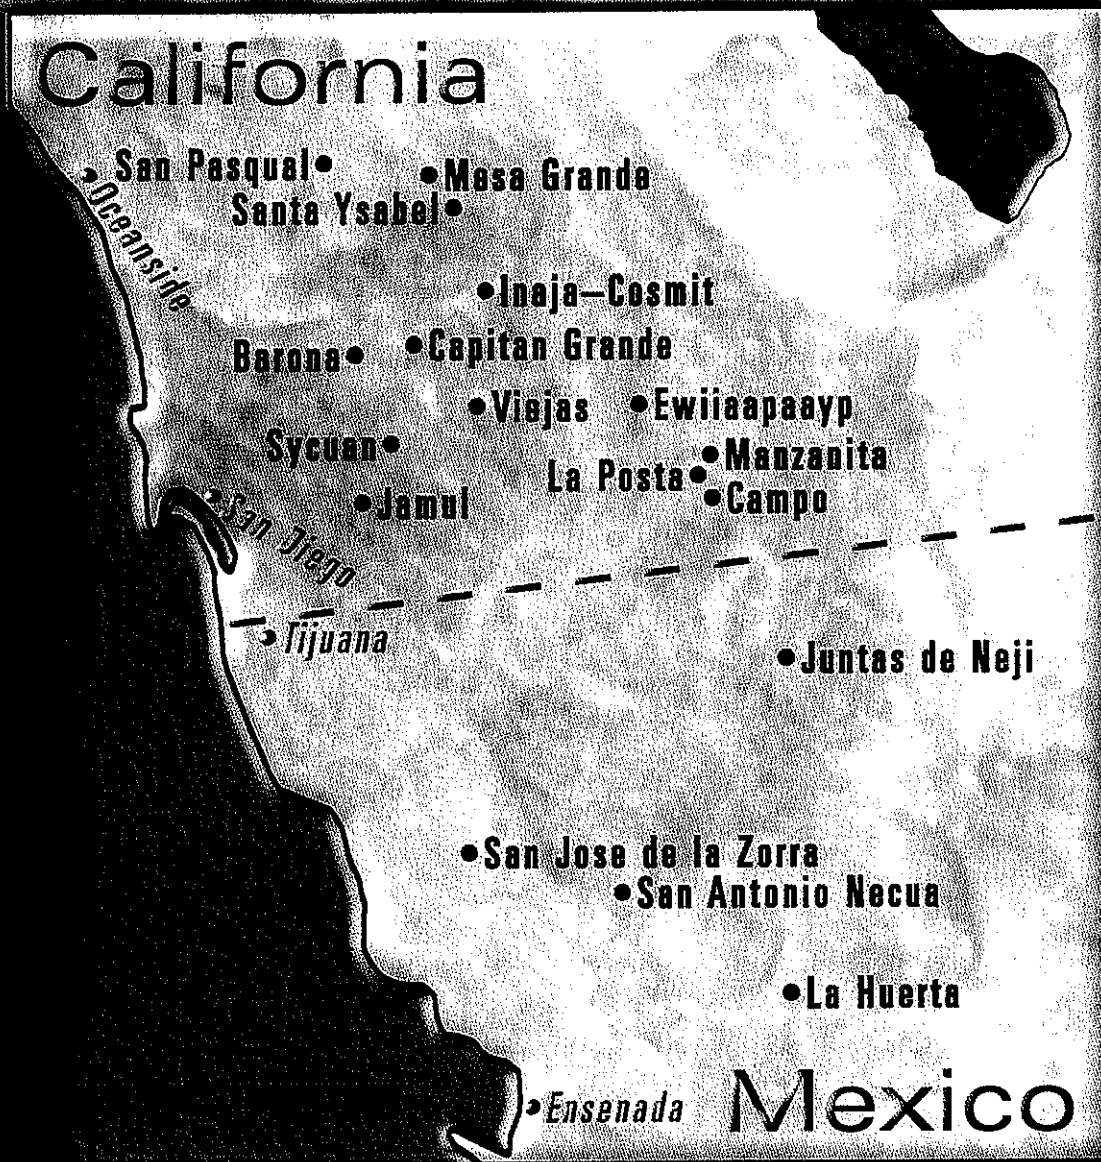 California
San Pasqual
Mesa Grande
Oceanside
Santa Ysabel
Inaja–Cosmit
Barona
Capitan Grande
Viejas
Ewiiaapaayp
Sycuan
Manzanita
La Posta
Jamul
Campo
San Diego
Tijuana
Juntas de Neji
San Jose de la Zorra
San Antonio Necua
La Huerta
Ensenada
Mexico